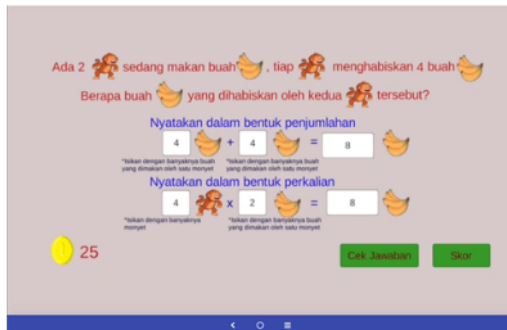 Ada 2 sedang makan buah , tiap menghabiskan 4 buah
Berapa buah yang dihabiskan oleh kedua tersebut?
Nyatakan dalam bentuk penjumlahan
4 + 4 = 8
*Isikan dengan banyaknya buah yang dimakan oleh satu monyet
*Isikan dengan banyaknya buah yang dimakan oleh satu monyet
Nyatakan dalam bentuk perkalian
4 x 2 = 8
*Isikan dengan banyaknya monyet
*Isikan dengan banyaknya buah yang dimakan oleh satu monyet
25
Cek Jawaban
Skor